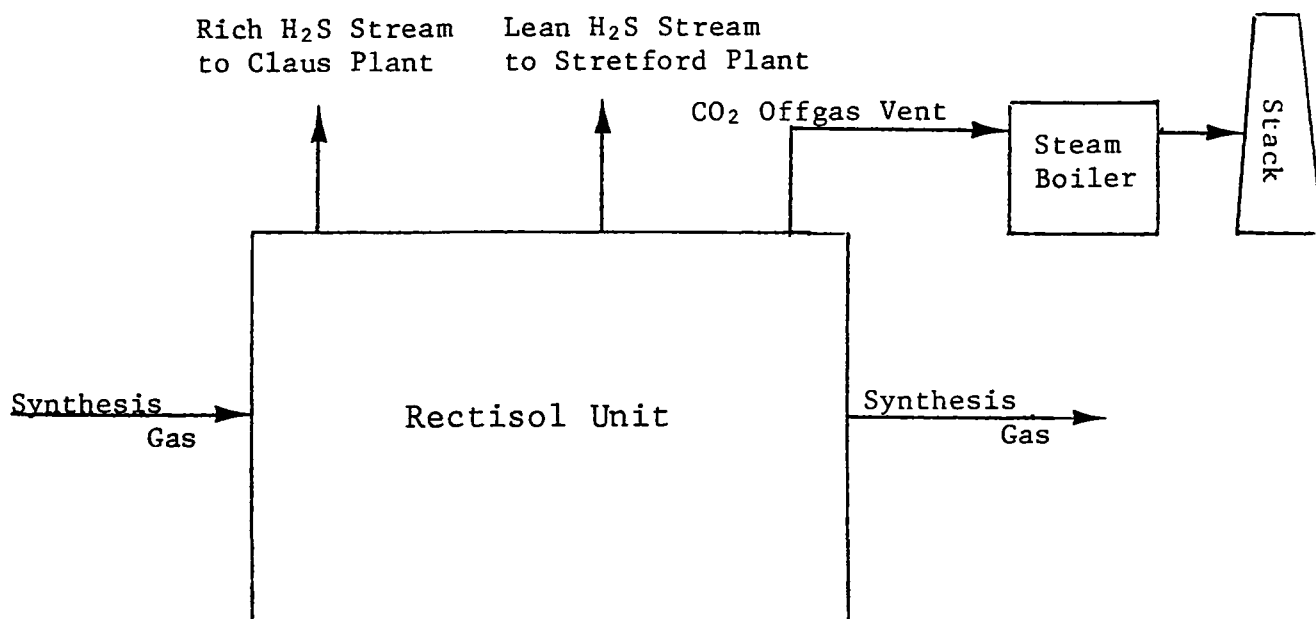 Rich H₂S Stream
to Claus Plant
Lean H₂S Stream
to Stretford Plant
CO₂ Offgas Vent
Steam
Boiler
Stack
Synthesis
Gas
Rectisol Unit
Synthesis
Gas